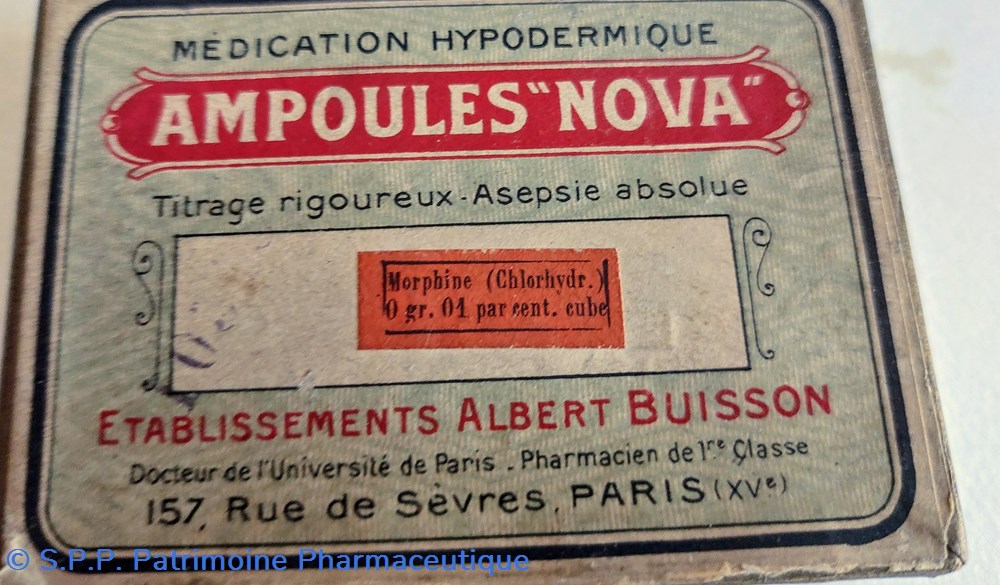 MÉDICATION HYPODERMIQUE
AMPOULES "NOVA"
Titrage rigoureux - Asepsie absolue
Morphine (Chlorhydr.)
0 gr. 01 par cent. cube
ETABLISSEMENTS ALBERT BUISSON
Docteur de l'Université de Paris. Pharmacien de 1re Classe
157, Rue de Sèvres, PARIS (XVe)
© S.P.P. Patrimoine Pharmaceutique